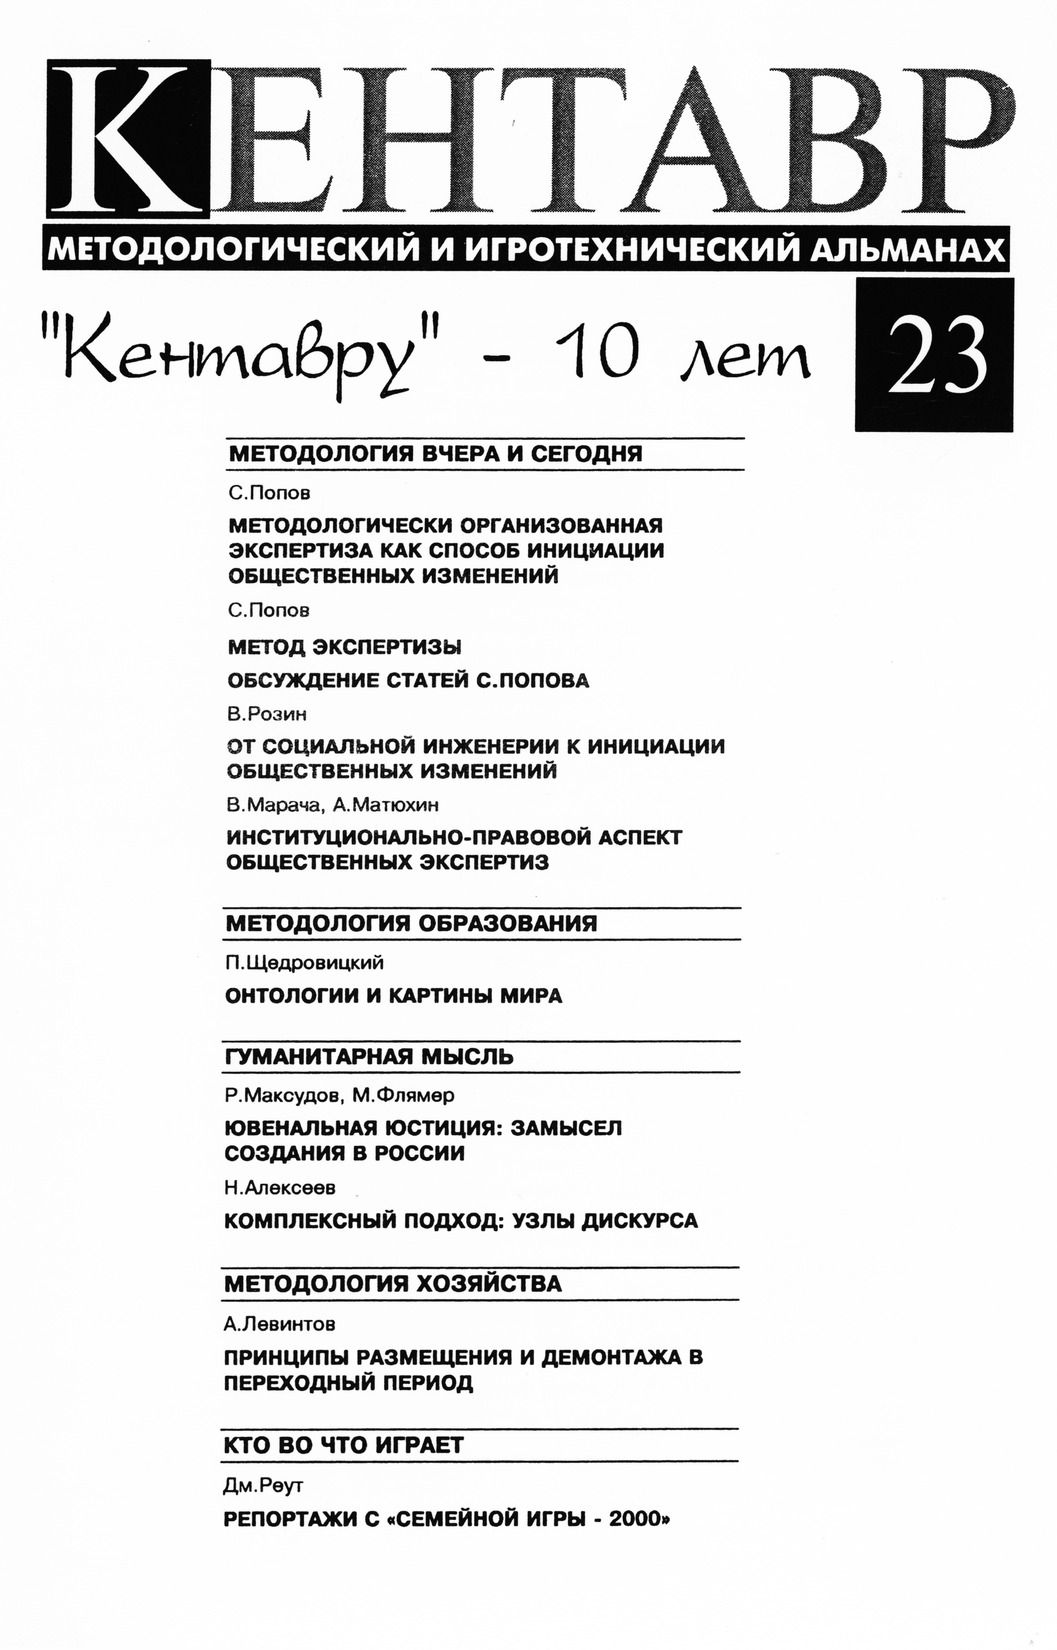 КЕНТАВР
МЕТОДОЛОГИЧЕСКИЙ И ИГРОТЕХНИЧЕСКИЙ АЛЬМАНАХ
"Кентавру" - 10 лет
23
МЕТОДОЛОГИЯ ВЧЕРА И СЕГОДНЯ
С.Попов
МЕТОДОЛОГИЧЕСКИ ОРГАНИЗОВАННАЯ
ЭКСПЕРТИЗА КАК СПОСОБ ИНИЦИАЦИИ
ОБЩЕСТВЕННЫХ ИЗМЕНЕНИЙ
С.Попов
МЕТОД ЭКСПЕРТИЗЫ
ОБСУЖДЕНИЕ СТАТЕЙ С.ПОПОВА
В.Розин
ОТ СОЦИАЛЬНОЙ ИНЖЕНЕРИИ К ИНИЦИАЦИИ
ОБЩЕСТВЕННЫХ ИЗМЕНЕНИЙ
В.Марача, А.Матюхин
ИНСТИТУЦИОНАЛЬНО-ПРАВОВОЙ АСПЕКТ
ОБЩЕСТВЕННЫХ ЭКСПЕРТИЗ
МЕТОДОЛОГИЯ ОБРАЗОВАНИЯ
П.Щедровицкий
ОНТОЛОГИИ И КАРТИНЫ МИРА
ГУМАНИТАРНАЯ МЫСЛЬ
Р.Максудов, М.Флямер
ЮВЕНАЛЬНАЯ ЮСТИЦИЯ: ЗАМЫСЕЛ
СОЗДАНИЯ В РОССИИ
Н.Алексеев
КОМПЛЕКСНЫЙ ПОДХОД: УЗЛЫ ДИСКУРСА
МЕТОДОЛОГИЯ ХОЗЯЙСТВА
А.Левинтов
ПРИНЦИПЫ РАЗМЕЩЕНИЯ И ДЕМОНТАЖА В
ПЕРЕХОДНЫЙ ПЕРИОД
КТО ВО ЧТО ИГРАЕТ
Дм.Реут
РЕПОРТАЖИ С «СЕМЕЙНОЙ ИГРЫ - 2000»